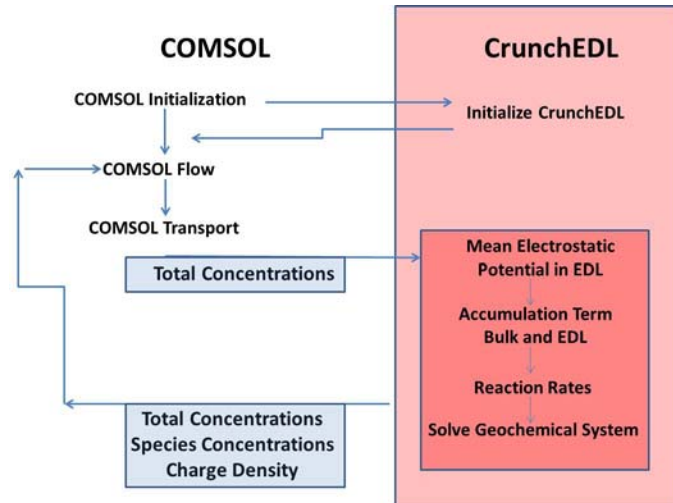 COMSOL
CrunchEDL
COMSOL Initialization
Initialize CrunchEDL
COMSOL Flow
COMSOL Transport
Total Concentrations
Mean Electrostatic
Potential in EDL
Accumulation Term
Bulk and EDL
Reaction Rates
Solve Geochemical System
Total Concentrations
Species Concentrations
Charge Density